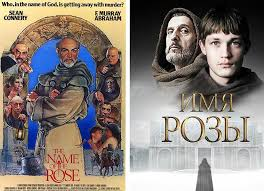 Who, in the name of God, is getting away with murder?
SEAN
CONNERY
F. MURRAY
ABRAHAM
THE
NAME OF THE
ROSE
ИМЯ
РОЗЫ